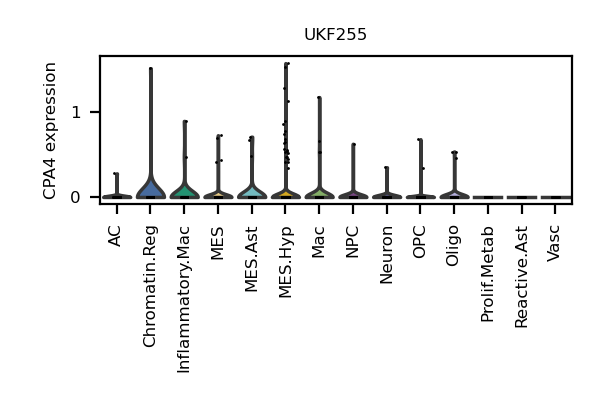 UKF255
CPA4 expression
1
0
AC
Chromatin.Reg
Inflammatory.Mac
MES
MES.Ast
MES.Hyp
Mac
NPC
Neuron
OPC
Oligo
Prolif.Metab
Reactive.Ast
Vasc